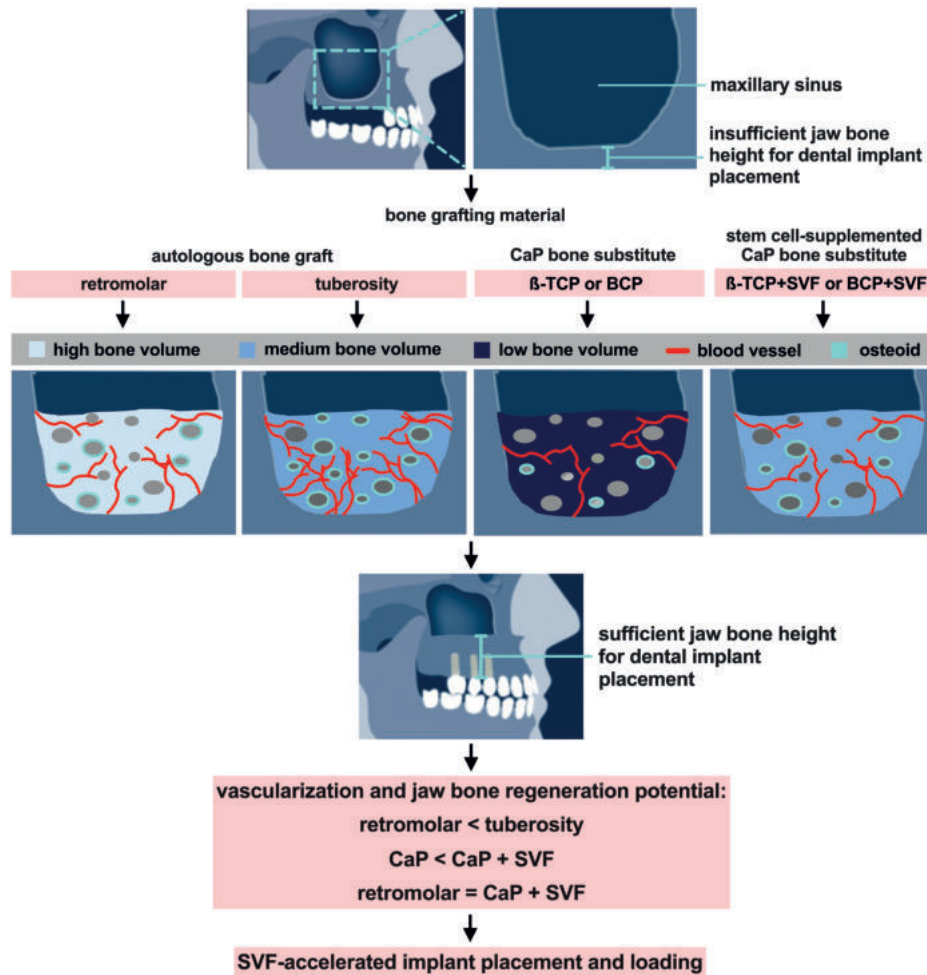 maxillary sinus
insufficient jaw bone
height for dental implant
placement
bone grafting material
autologous bone graft
CaP bone substitute
stem cell-supplemented
CaP bone substitute
retromolar
tuberosity
ß-TCP or BCP
ß-TCP+SVF or BCP+SVF
high bone volume
medium bone volume
low bone volume
blood vessel
osteoid
sufficient jaw bone height
for dental implant
placement
vascularization and jaw bone regeneration potential:
retromolar < tuberosity
CaP < CaP + SVF
retromolar = CaP + SVF
SVF-accelerated implant placement and loading